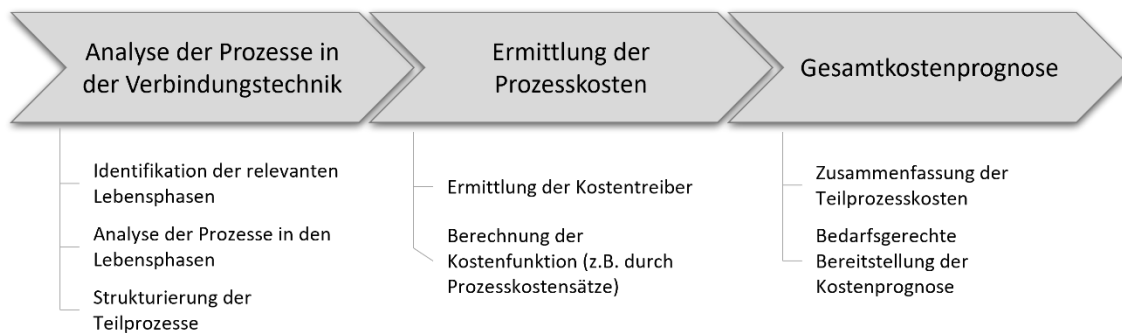 Analyse der Prozesse in
der Verbindungstechnik
Ermittlung der
Prozesskosten
Gesamtkostenprognose
Identifikation der relevanten
Lebensphasen
Analyse der Prozesse in den
Lebensphasen
Strukturierung der
Teilprozesse
Ermittlung der Kostentreiber
Berechnung der
Kostenfunktion (z.B. durch
Prozesskostensätze)
Zusammenfassung der
Teilprozesskosten
Bedarfsgerechte
Bereitstellung der
Kostenprognose